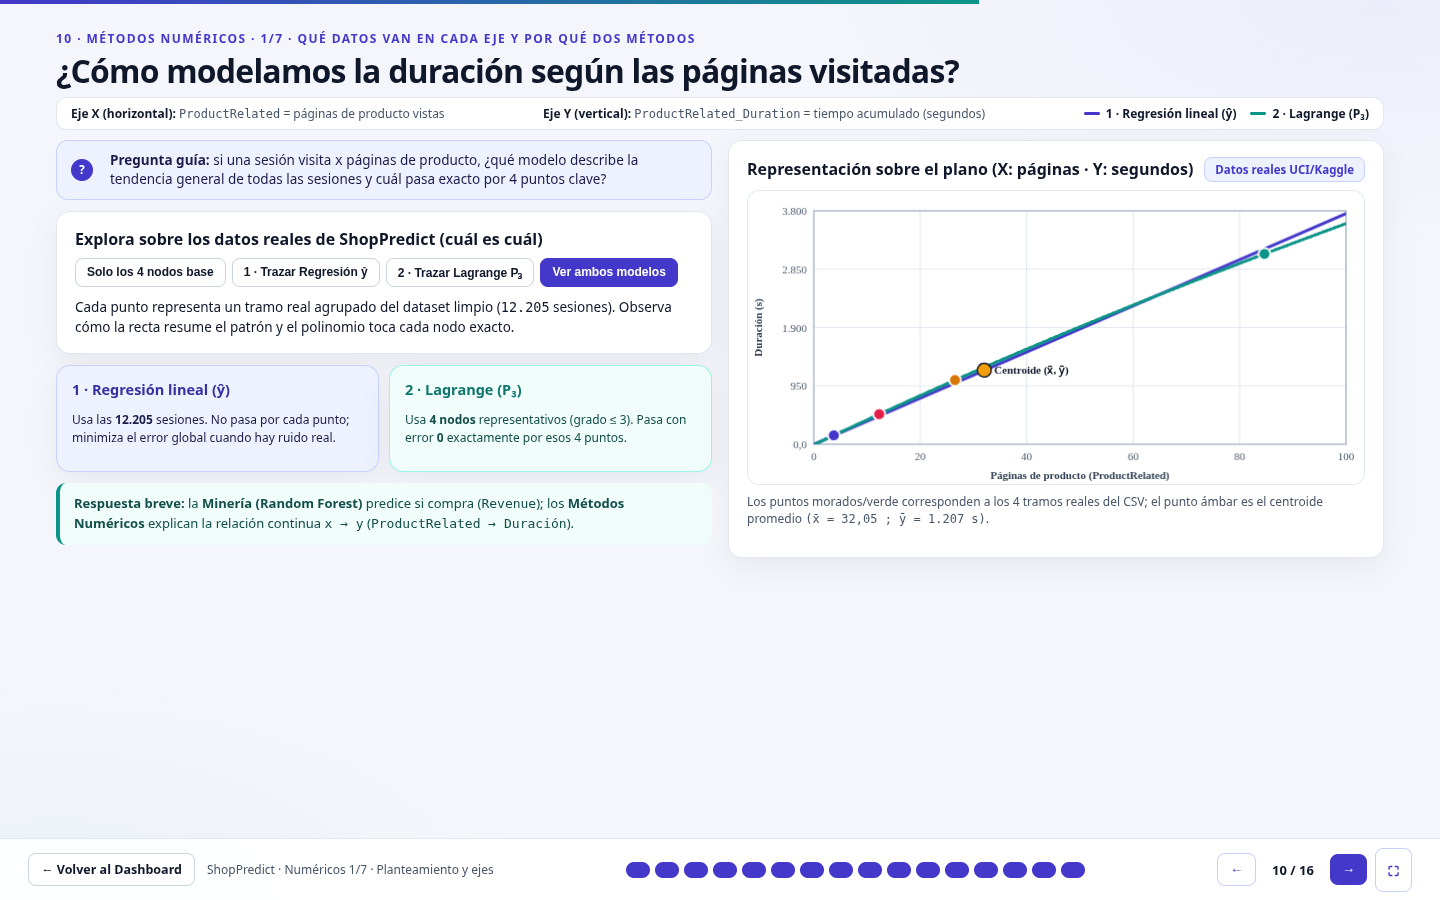 10 · MÉTODOS NUMÉRICOS · 1/7 · QUÉ DATOS VAN EN CADA EJE Y POR QUÉ DOS MÉTODOS
¿Cómo modelamos la duración según las páginas visitadas?
Eje X (horizontal): ProductRelated = páginas de producto vistas
Eje Y (vertical): ProductRelated_Duration = tiempo acumulado (segundos)
1 · Regresión lineal (ŷ)
2 · Lagrange (P₃)
?
Pregunta guía: si una sesión visita x páginas de producto, ¿qué modelo describe la
tendencia general de todas las sesiones y cuál pasa exacto por 4 puntos clave?
Explora sobre los datos reales de ShopPredict (cuál es cuál)
Solo los 4 nodos base
1 · Trazar Regresión ŷ
2 · Trazar Lagrange P₃
Ver ambos modelos
Cada punto representa un tramo real agrupado del dataset limpio (12.205 sesiones). Observa
cómo la recta resume el patrón y el polinomio toca cada nodo exacto.
1 · Regresión lineal (ŷ)
Usa las 12.205 sesiones. No pasa por cada punto;
minimiza el error global cuando hay ruido real.
2 · Lagrange (P₃)
Usa 4 nodos representativos (grado ≤ 3). Pasa con
error 0 exactamente por esos 4 puntos.
Respuesta breve: la Minería (Random Forest) predice si compra (Revenue); los Métodos
Numéricos explican la relación continua x → y (ProductRelated → Duración).
Representación sobre el plano (X: páginas · Y: segundos)
Datos reales UCI/Kaggle
3.800
2.850
1.900
950
0,0
Duración (s)
Centroide (x̄, ȳ)
0 20 40 60 80 100
Páginas de producto (ProductRelated)
Los puntos morados/verde corresponden a los 4 tramos reales del CSV; el punto ámbar es el centroide
promedio (x̄ = 32,05 ; ȳ = 1.207 s).
← Volver al Dashboard
ShopPredict · Numéricos 1/7 · Planteamiento y ejes
←
10 / 16
→